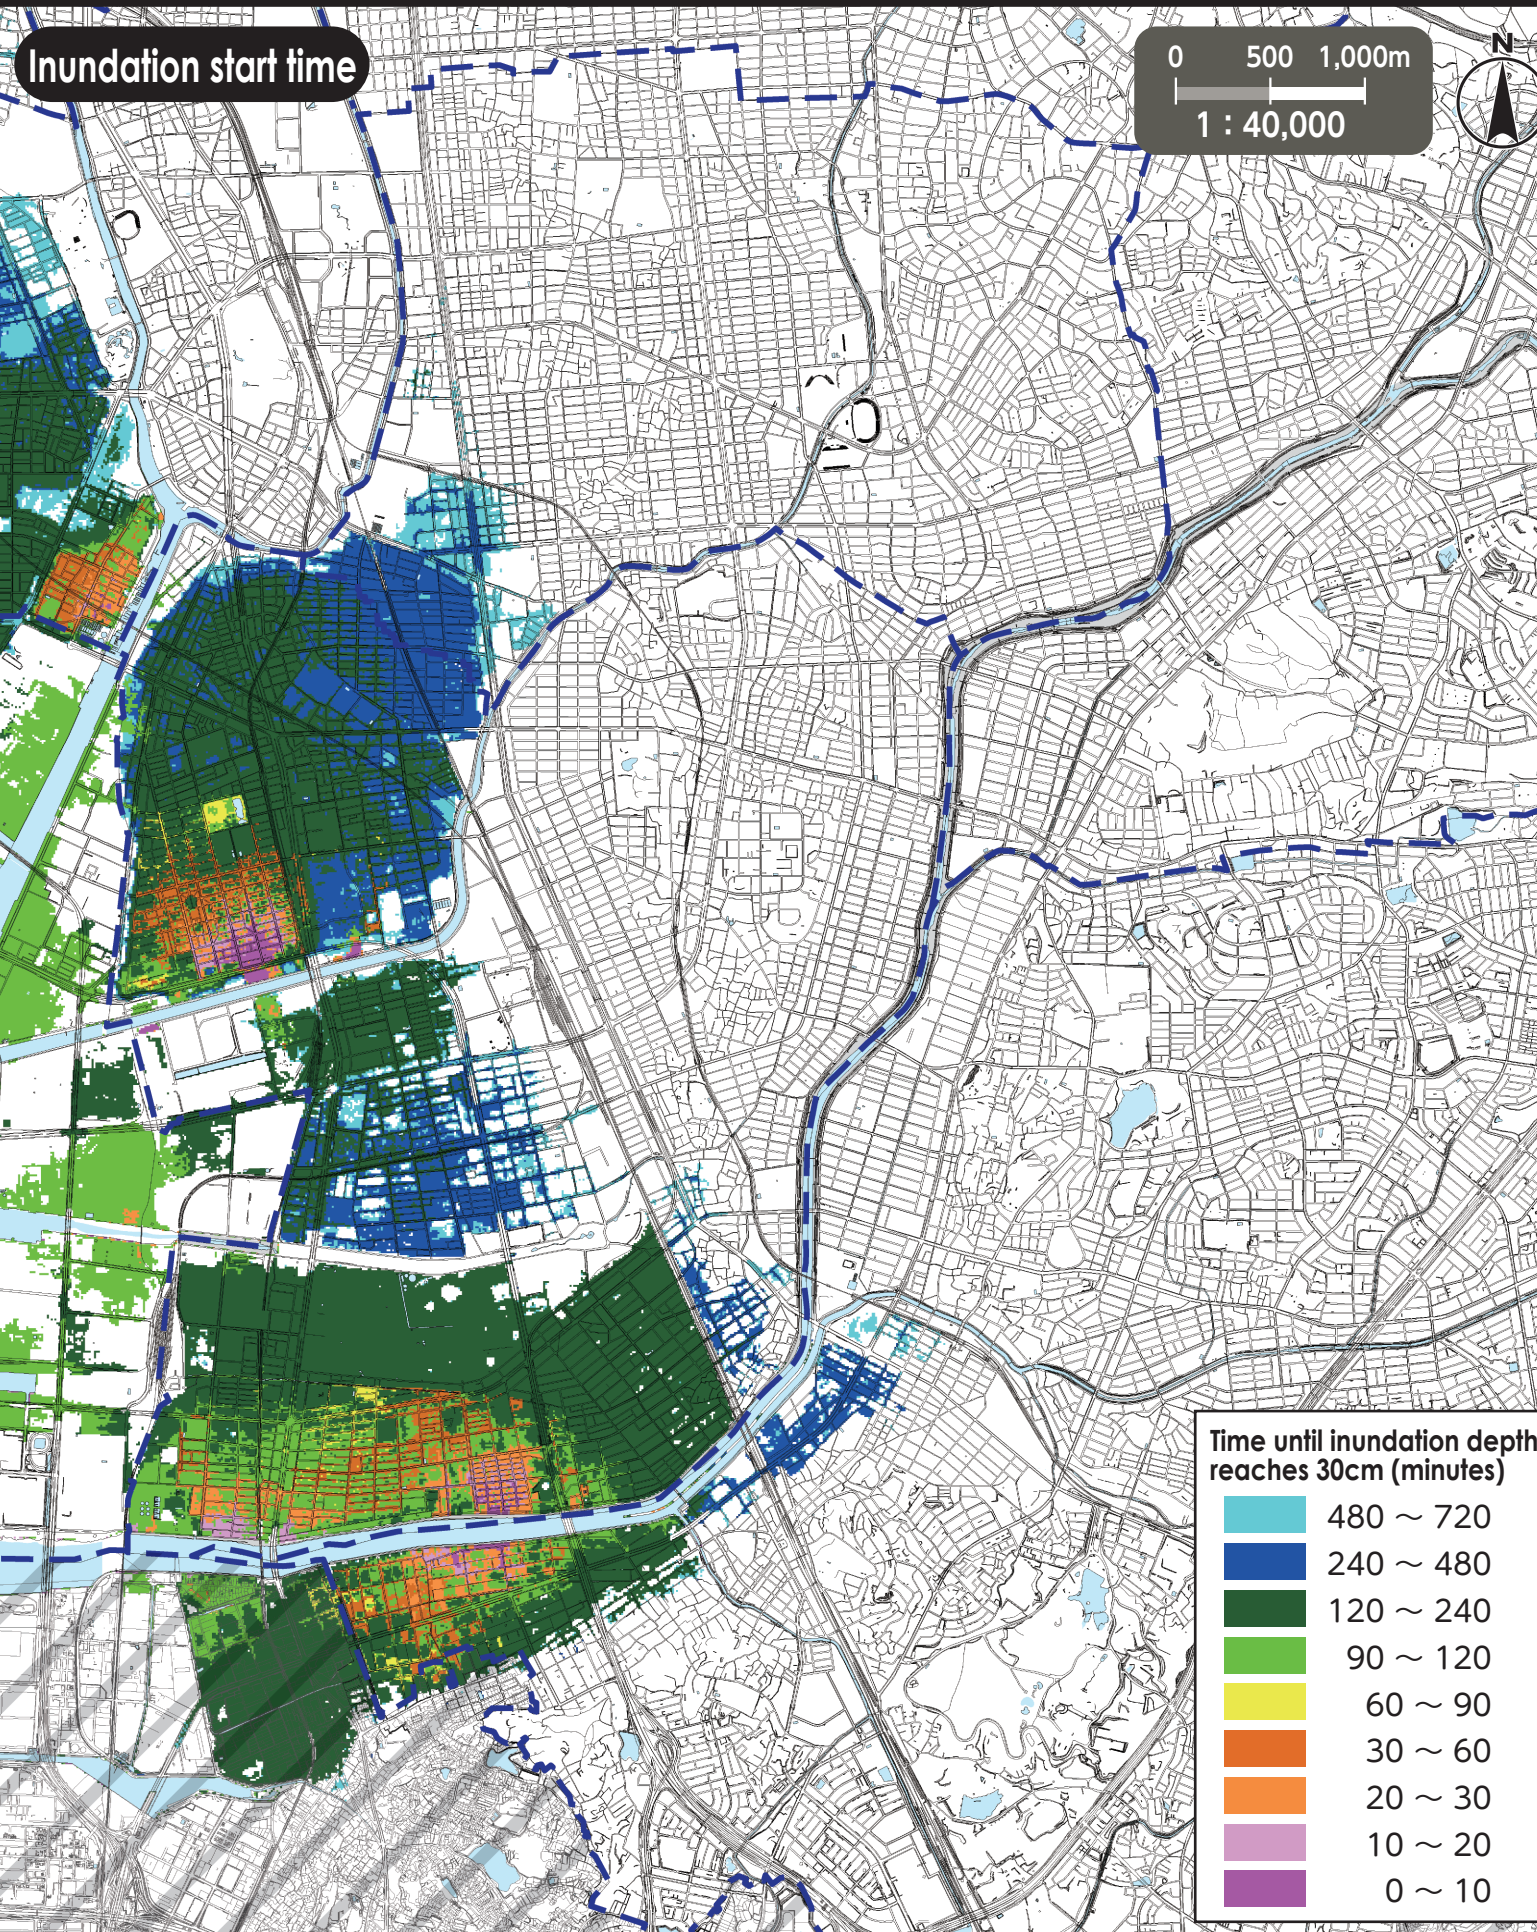 Inundation start time
0 500 1,000m
1 : 40,000
N
Time until inundation depth
reaches 30cm (minutes)
480 ～ 720
240 ～ 480
120 ～ 240
90 ～ 120
60 ～ 90
30 ～ 60
20 ～ 30
10 ～ 20
0 ～ 10